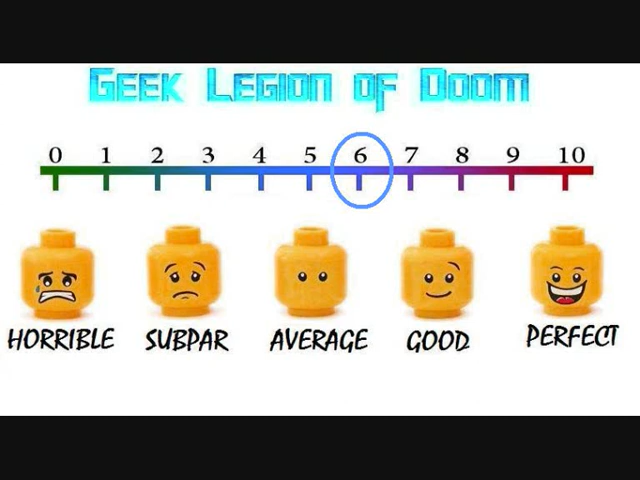 Geek Legion of Doom
0 1 2 3 4 5 6 7 8 9 10
HORRIBLE SUBPAR AVERAGE GOOD PERFECT